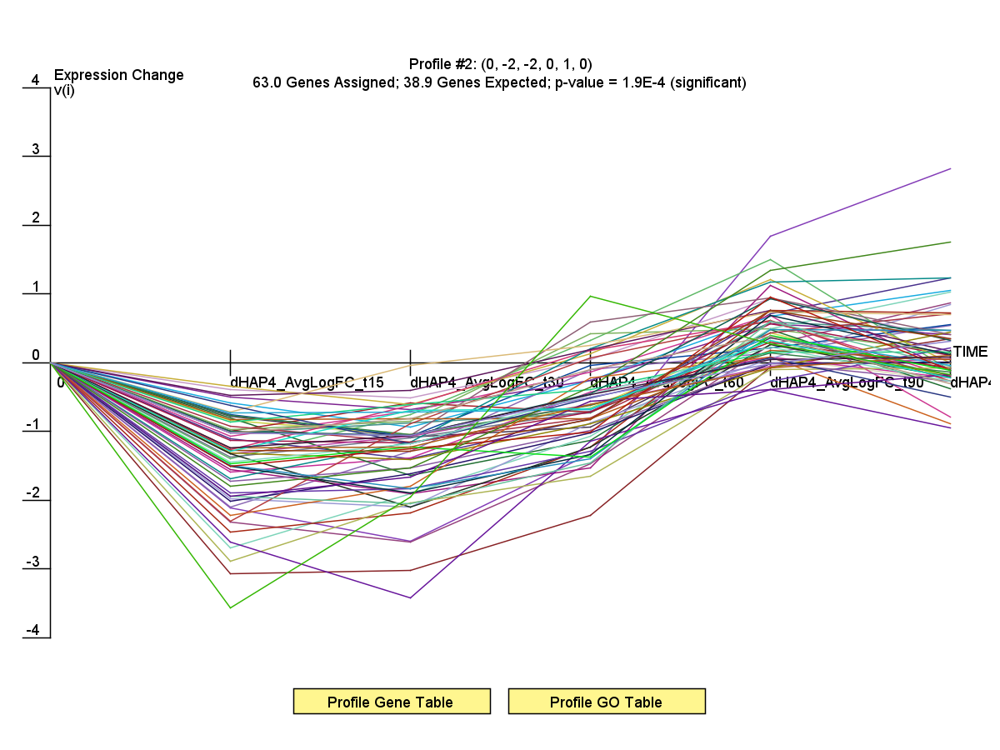 Profile #2: (0, -2, -2, 0, 1, 0)
63.0 Genes Assigned; 38.9 Genes Expected; p-value = 1.9E-4 (significant)
Expression Change
v(i)
4
3
2
1
0
-1
-2
-3
-4
TIME
0
dHAP4_AvgLogFC_t15
dHAP4_AvgLogFC_t30
dHAP4_AvgLogFC_t60
dHAP4_AvgLogFC_t90
dHAP4
Profile Gene Table
Profile GO Table